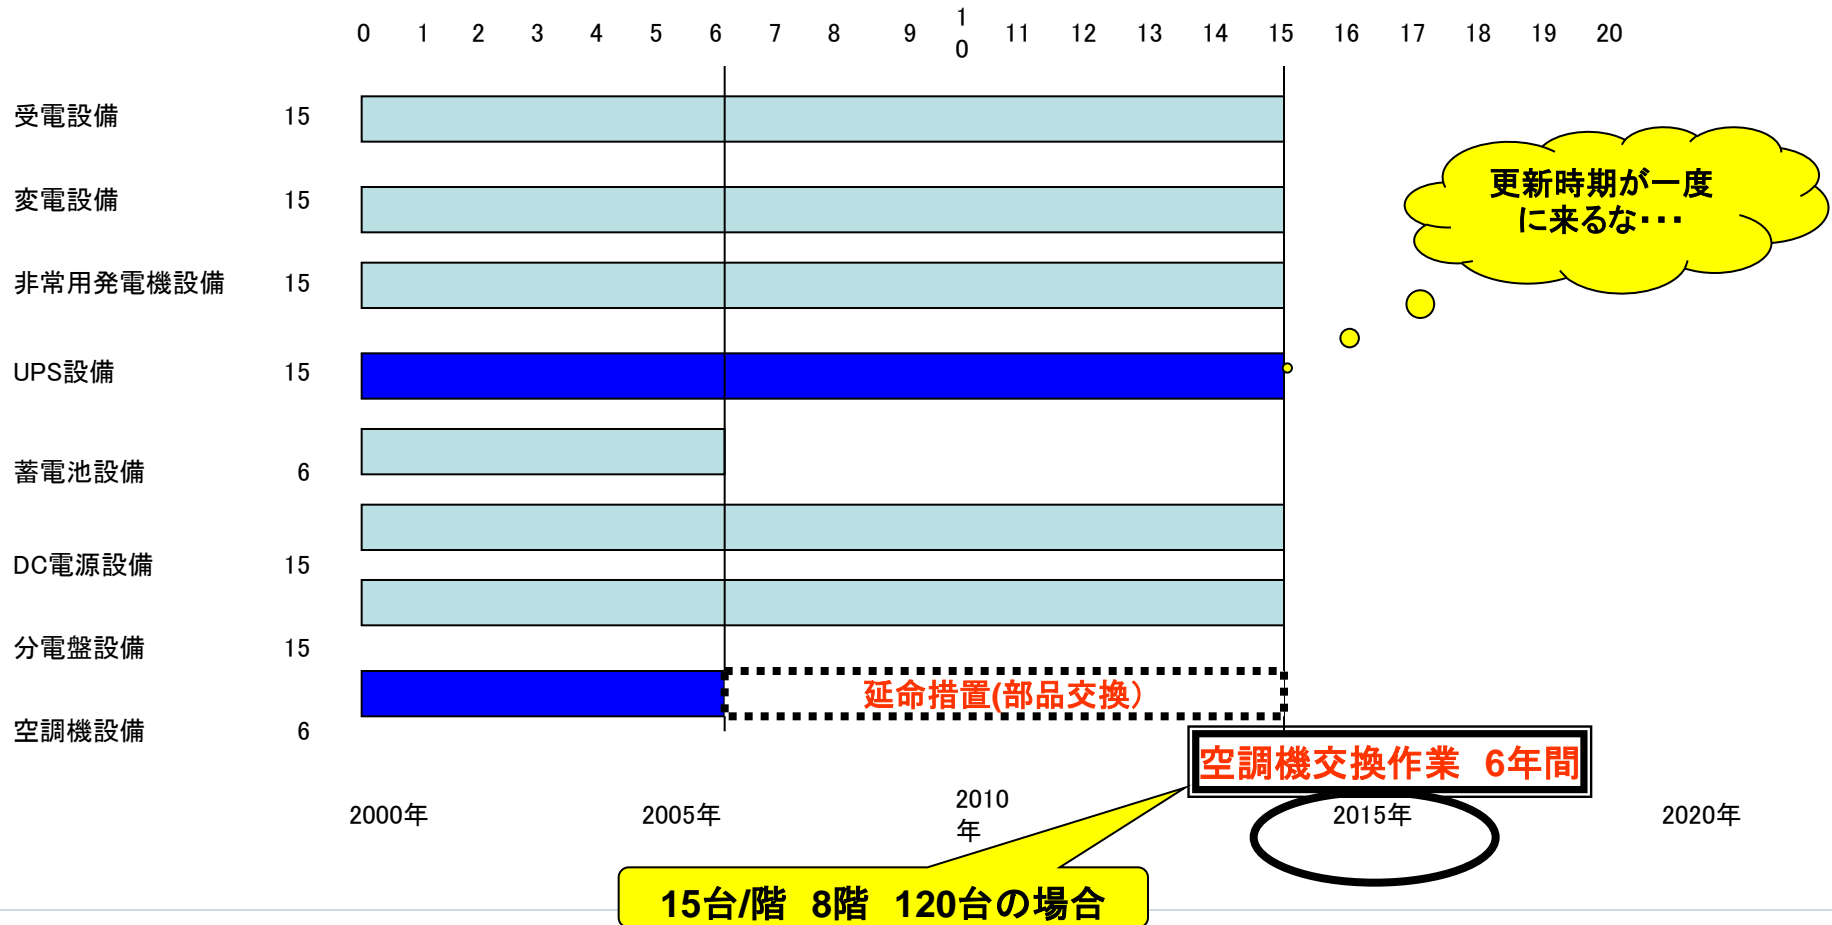 0 1 2 3 4 5 6 7 8 9 10 11 12 13 14 15 16 17 18 19 20
受電設備 15
変電設備 15
更新時期が一度
に来るな・・・
非常用発電機設備 15
UPS設備 15
蓄電池設備 6
DC電源設備 15
分電盤設備 15
延命措置(部品交換）
空調機設備 6
空調機交換作業 6年間
2000年 2005年 2010年 2015年 2020年
15台/階 8階 120台の場合